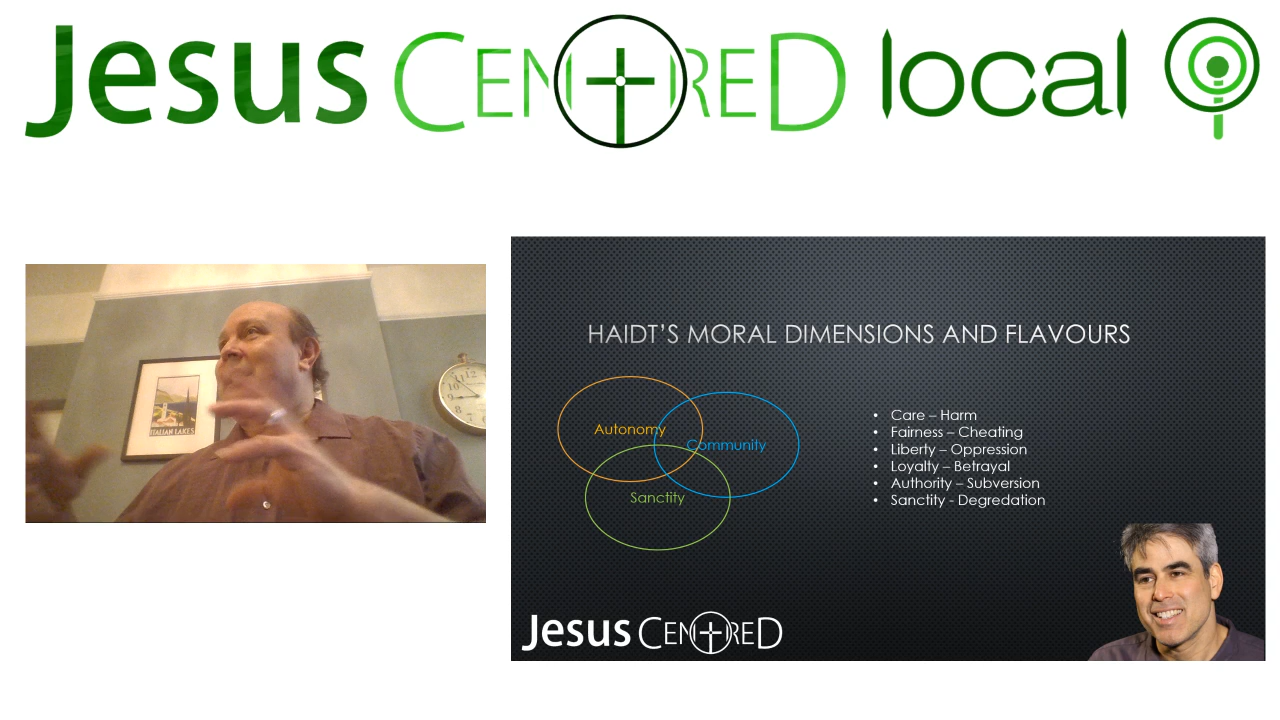 Jesus CENTRED local
ITALIAN LAKES
HAIDT'S MORAL DIMENSIONS AND FLAVOURS
Autonomy
Community
Sanctity
• Care – Harm
• Fairness – Cheating
• Liberty – Oppression
• Loyalty – Betrayal
• Authority – Subversion
• Sanctity - Degredation
Jesus CENTRED